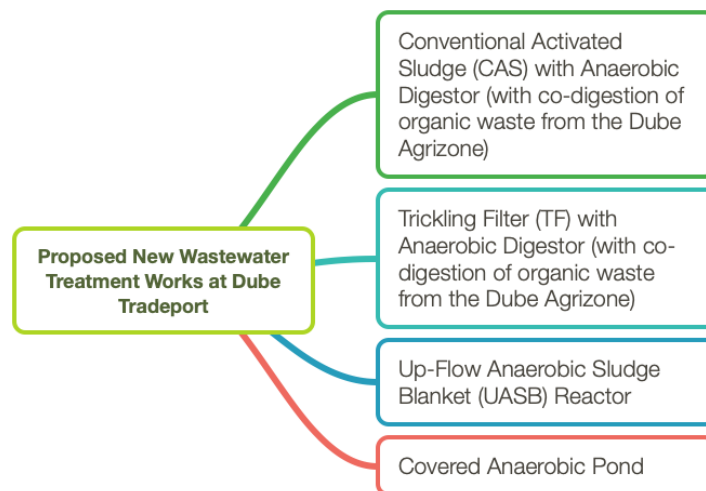 Conventional Activated
Sludge (CAS) with Anaerobic
Digestor (with co-digestion of
organic waste from the Dube
Agrizone)
Proposed New Wastewater
Treatment Works at Dube
Tradeport
Trickling Filter (TF) with
Anaerobic Digestor (with co-
digestion of organic waste
from the Dube Agrizone)
Up-Flow Anaerobic Sludge
Blanket (UASB) Reactor
Covered Anaerobic Pond